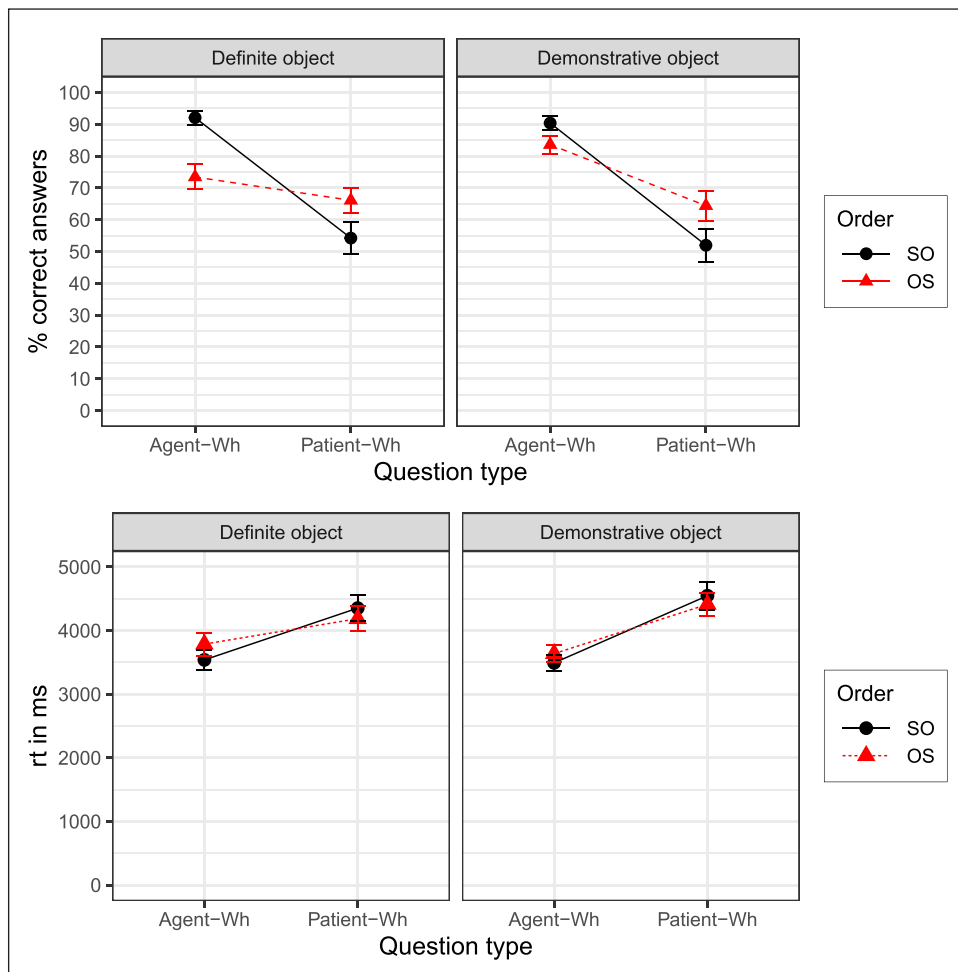 Definite object
Demonstrative object
100
90
80
70
60
50
40
30
20
10
0
% correct answers
Agent−Wh
Patient−Wh
Agent−Wh
Patient−Wh
Question type
Order
SO
OS
Definite object
Demonstrative object
5000
4000
3000
2000
1000
0
rt in ms
Agent−Wh
Patient−Wh
Agent−Wh
Patient−Wh
Question type
Order
SO
OS